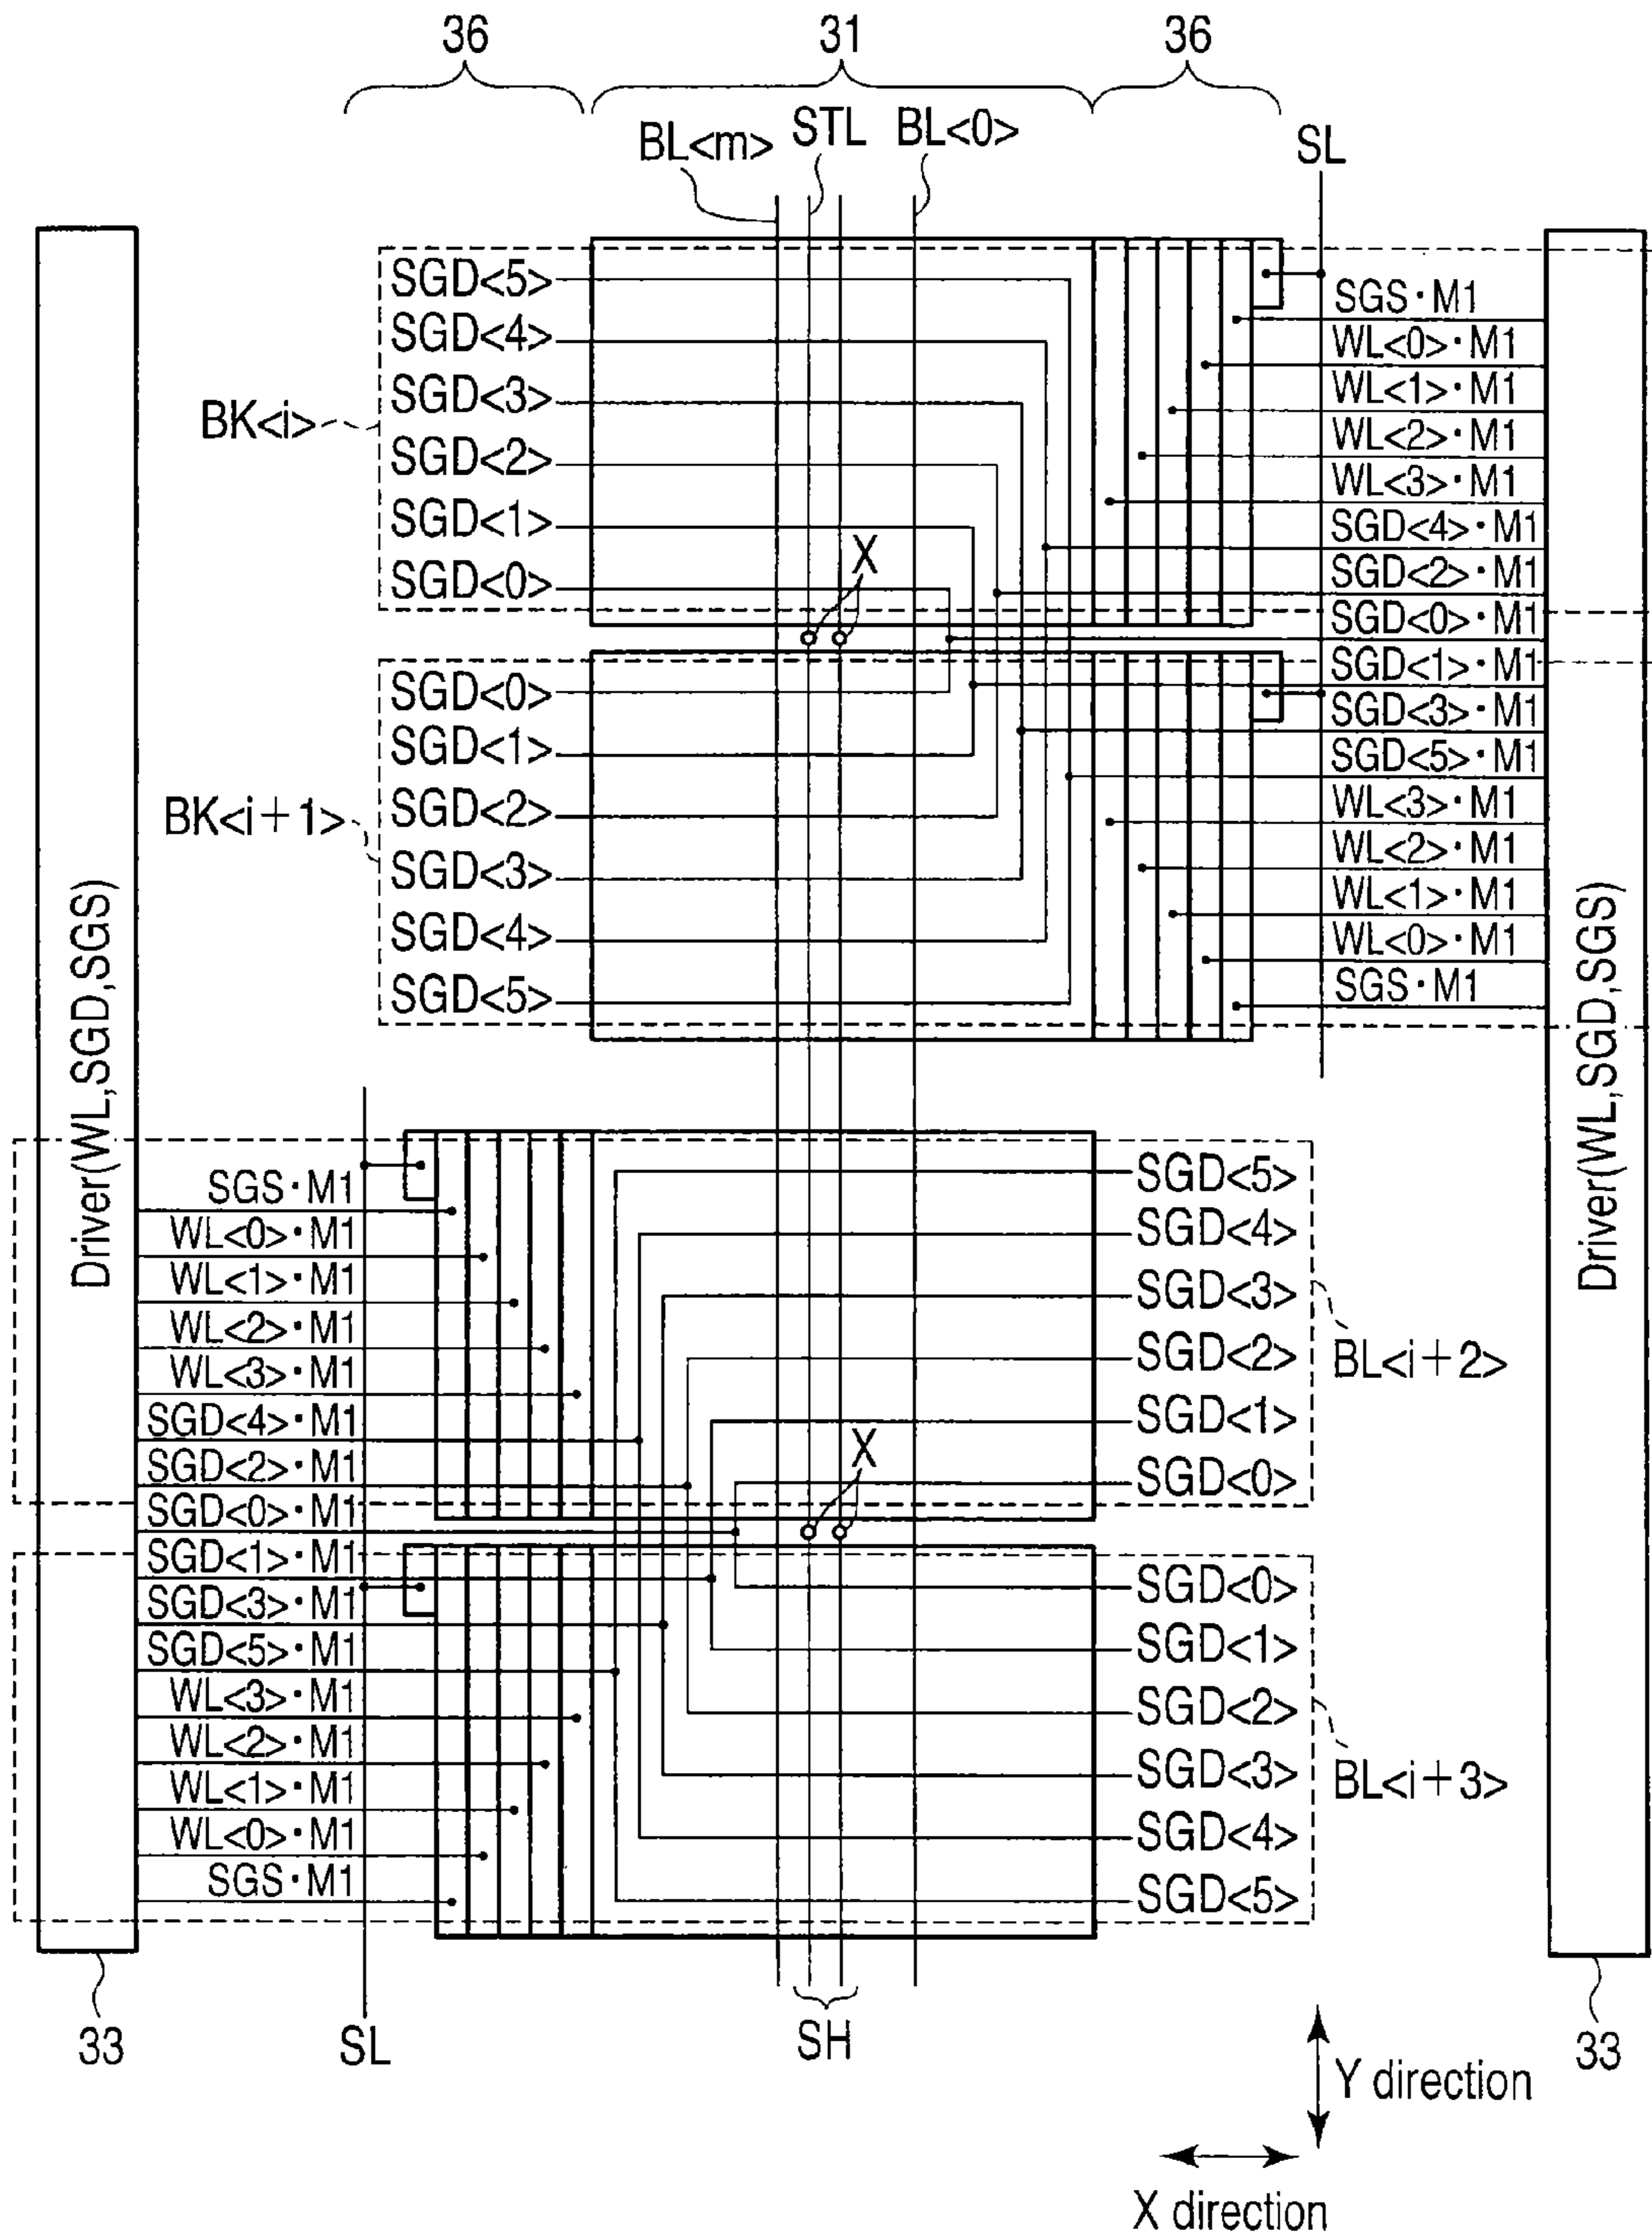 36
31
36
BL<m>
STL
BL<0>
SL
SGD<5>
SGD<4>
SGD<3>
SGD<2>
SGD<1>
SGD<0>
BK<i>
X
SGS·M1
WL<0>·M1
WL<1>·M1
WL<2>·M1
WL<3>·M1
SGD<4>·M1
SGD<2>·M1
SGD<0>·M1
SGD<1>·M1
SGD<3>·M1
SGD<5>·M1
WL<3>·M1
WL<2>·M1
WL<1>·M1
WL<0>·M1
SGS·M1
SGD<0>
SGD<1>
SGD<2>
SGD<3>
SGD<4>
SGD<5>
BK<i+1>
Driver(WL,SGD,SGS)
Driver(WL,SGD,SGS)
SGS·M1
WL<0>·M1
WL<1>·M1
WL<2>·M1
WL<3>·M1
SGD<4>·M1
SGD<2>·M1
SGD<0>·M1
SGD<1>·M1
SGD<3>·M1
SGD<5>·M1
WL<3>·M1
WL<2>·M1
WL<1>·M1
WL<0>·M1
SGS·M1
SGD<5>
SGD<4>
SGD<3>
SGD<2>
SGD<1>
SGD<0>
BL<i+2>
X
SGD<0>
SGD<1>
SGD<2>
SGD<3>
SGD<4>
SGD<5>
BL<i+3>
33
SL
SH
33
Y direction
X direction